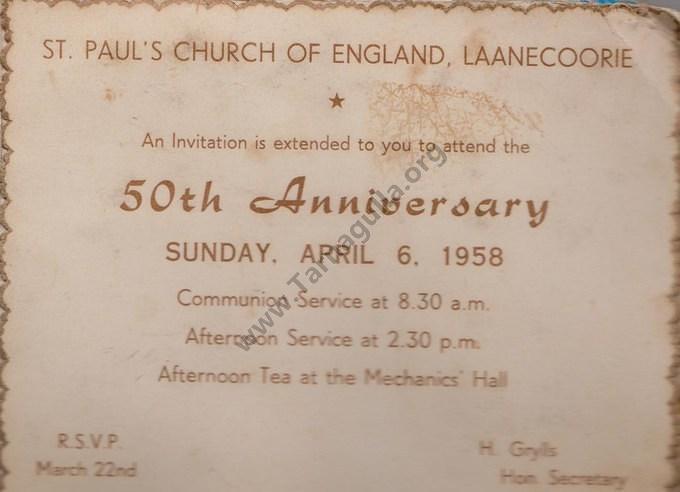 ST. PAUL'S CHURCH OF ENGLAND, LAANECOORIE
★
An Invitation is extended to you to attend the
50th Anniversary
SUNDAY, APRIL 6, 1958
Communion Service at 8.30 a.m.
Afternoon Service at 2.30 p.m.
Afternoon Tea at the Mechanics' Hall
R.S.V.P.
March 22nd
H. Grylls
Hon. Secretary
www.Tarnagulla.org